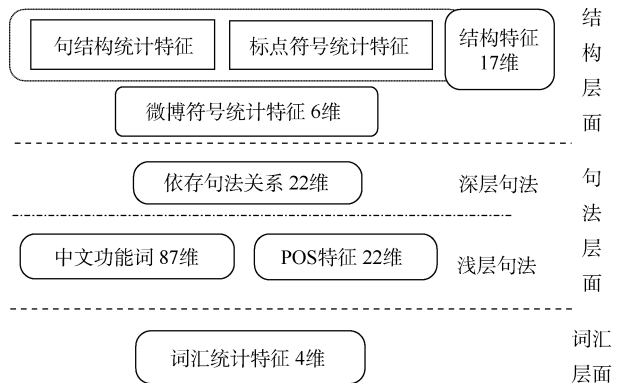 句结构统计特征
标点符号统计特征
结构特征
17维
微博符号统计特征 6维
结构层面
依存句法关系 22维
深层句法
中文功能词 87维
POS特征 22维
浅层句法
句法层面
词汇统计特征 4维
词汇
层面